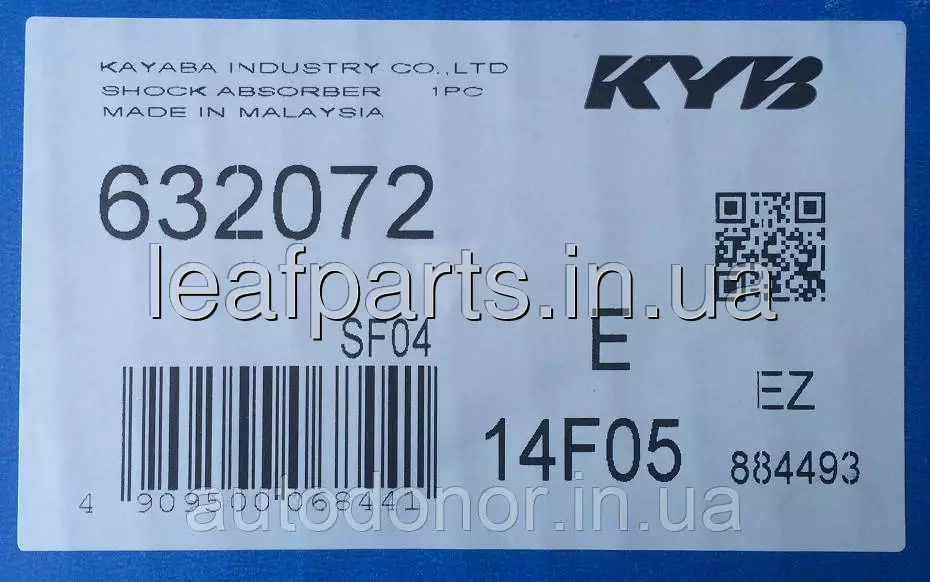 KAYABA INDUSTRY CO.,LTD
SHOCK ABSORBER 1PC
MADE IN MALAYSIA
KYB
632072
leafparts.in.ua
SF04
E
EZ
14F05
884493
4 909500 068441
autodonor.in.ua